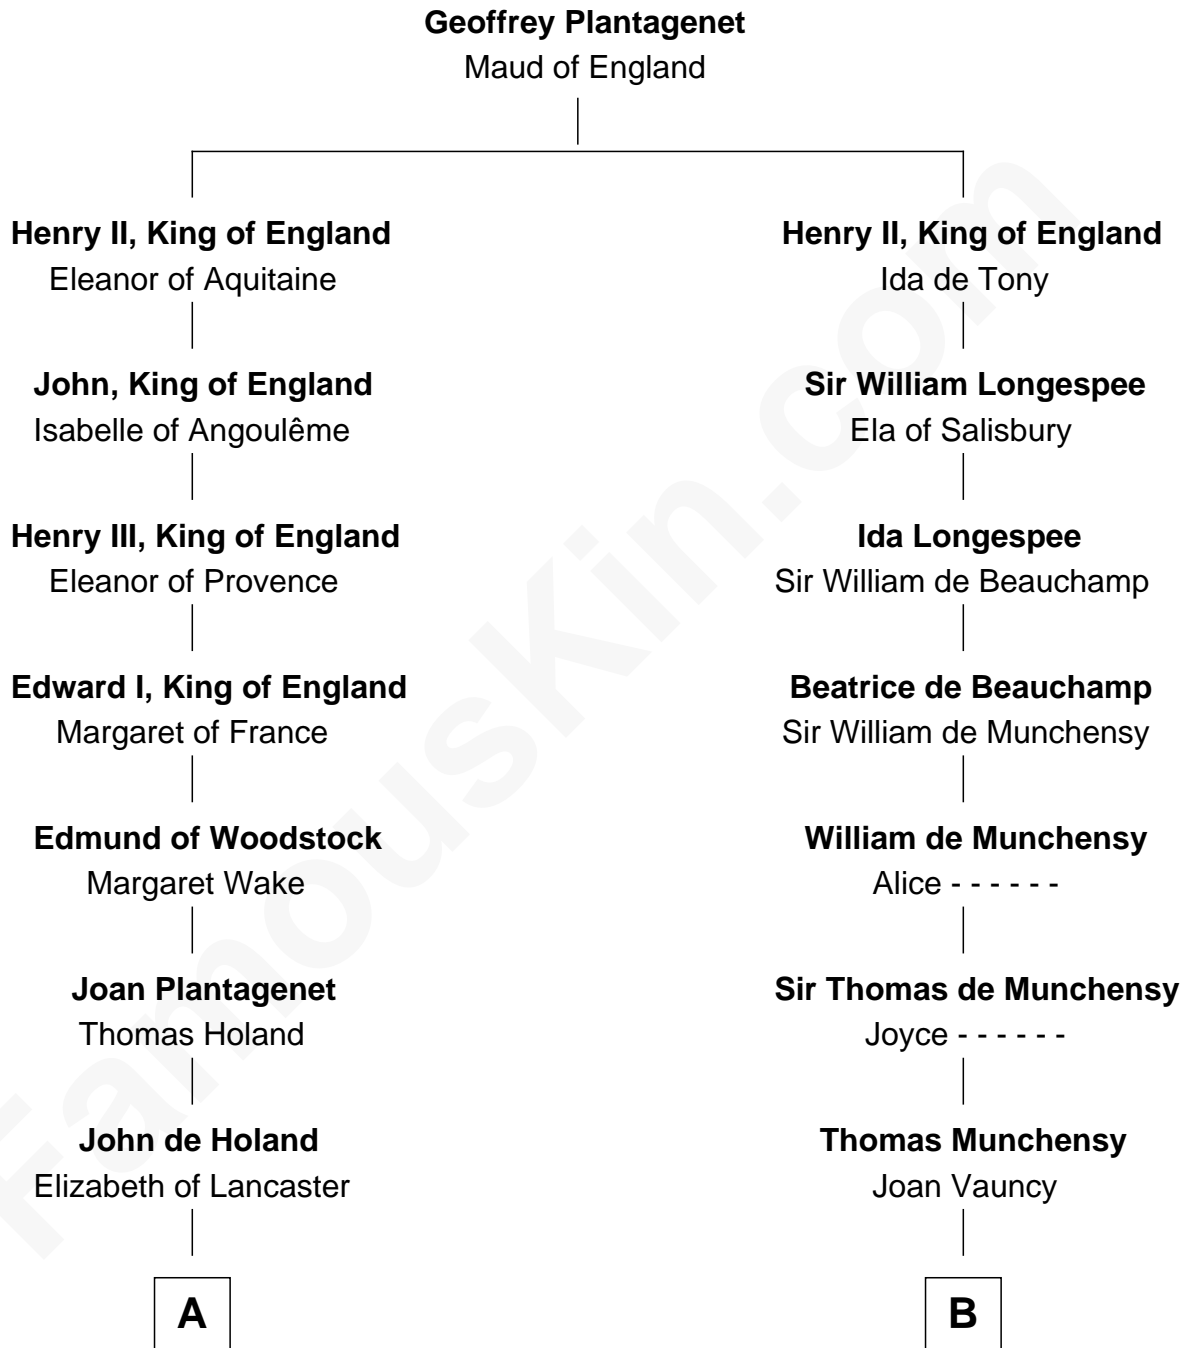 Geoffrey Plantagenet
Maud of England
Henry II, King of England
Eleanor of Aquitaine
John, King of England
Isabelle of Angoulême
Henry III, King of England
Eleanor of Provence
Edward I, King of England
Margaret of France
Edmund of Woodstock
Margaret Wake
Joan Plantagenet
Thomas Holand
John de Holand
Elizabeth of Lancaster
A
Henry II, King of England
Ida de Tony
Sir William Longespee
Ela of Salisbury
Ida Longespee
Sir William de Beauchamp
Beatrice de Beauchamp
Sir William de Munchensy
William de Munchensy
Alice - - - - - -
Sir Thomas de Munchensy
Joyce - - - - - -
Thomas Munchensy
Joan Vauncy
B
FamousKin.com